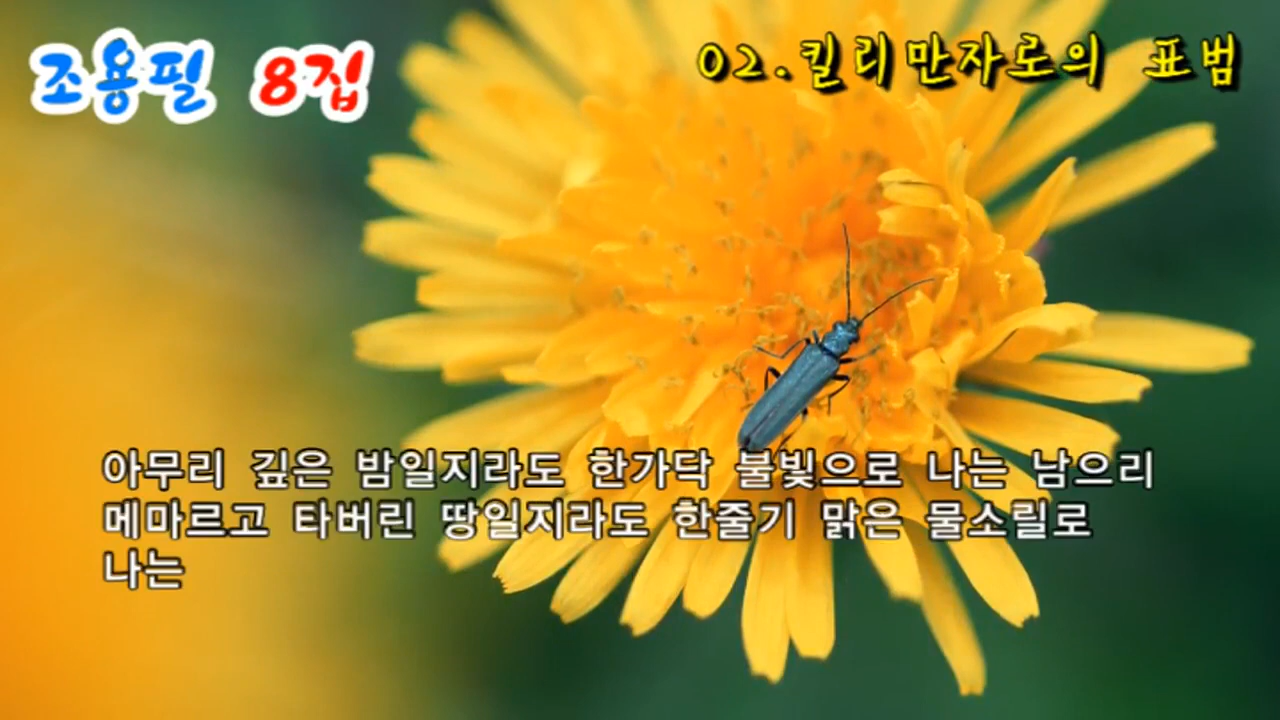 조용필 8집
02.킬리만자로의 표범
아무리 깊은 밤일지라도 한가닥 불빛으로 나는 남으리
메마르고 타버린 땅일지라도 한줄기 맑은 물소릴로
나는